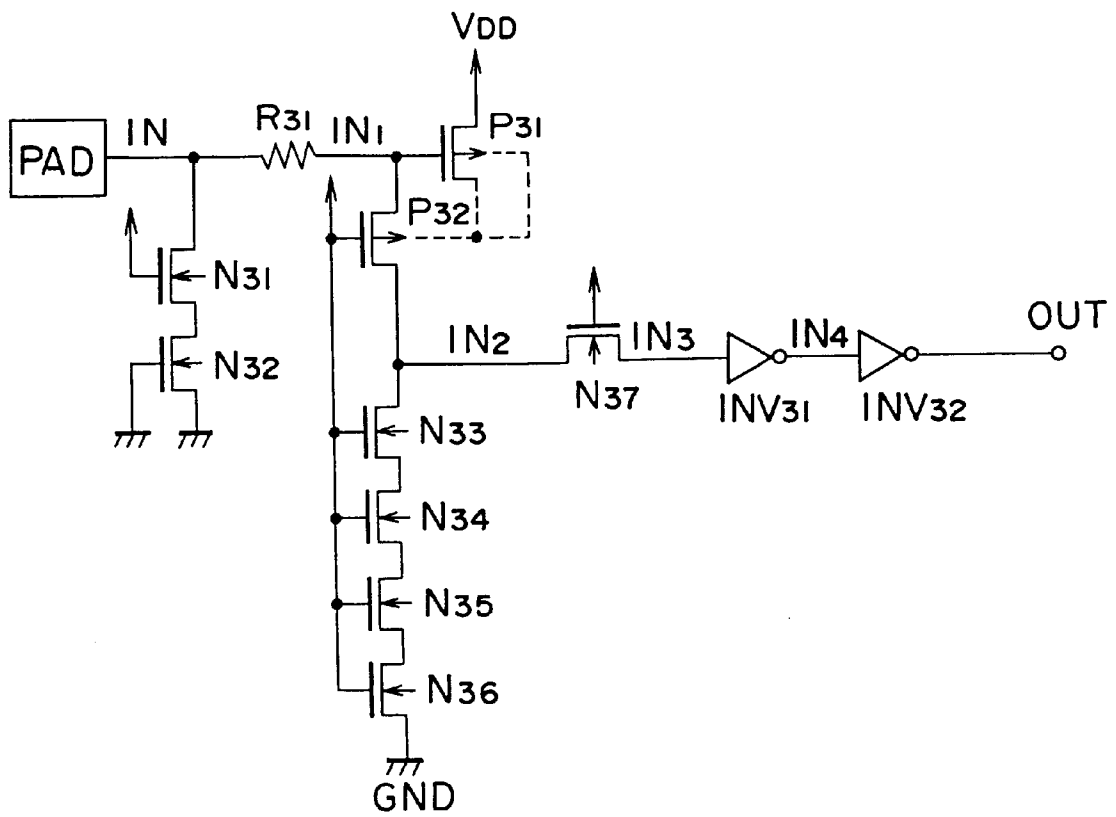 VDD
PAD
IN
R31
IN1
P31
P32
N31
N32
IN2
IN3
IN4
OUT
N37
INV31
INV32
N33
N34
N35
N36
GND